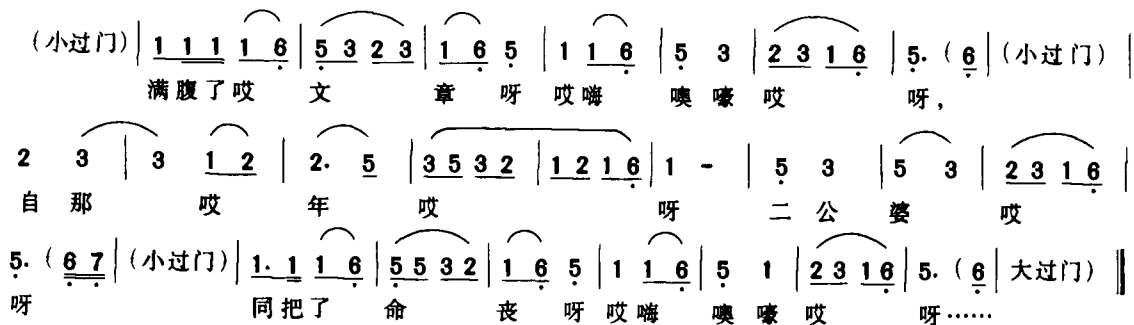 (小过门) | 1 1 1 1 6 | 5 3 2 3 | 1 6 5 | 1 1 6 | 5 3 | 2 3 1 6 | 5. ( 6 | (小过门) |
满腹了哎 文 章 呀 哎嗨 噢嚎哎 呀,
2 3 | 3 1 2 | 2. 5 | 3 5 3 2 | 1 2 1 6 | 1 - | 5 3 | 5 3 | 2 3 1 6 |
自那 哎 年 哎 呀 二公婆 哎
5. ( 6 7 | (小过门) | 1. 1 1 6 | 5 5 3 2 | 1 6 5 | 1 1 6 | 5 1 | 2 3 1 6 | 5. ( 6 | 大过门) ‖
呀 同把了 命 丧 呀 哎嗨 噢嚎哎 呀……